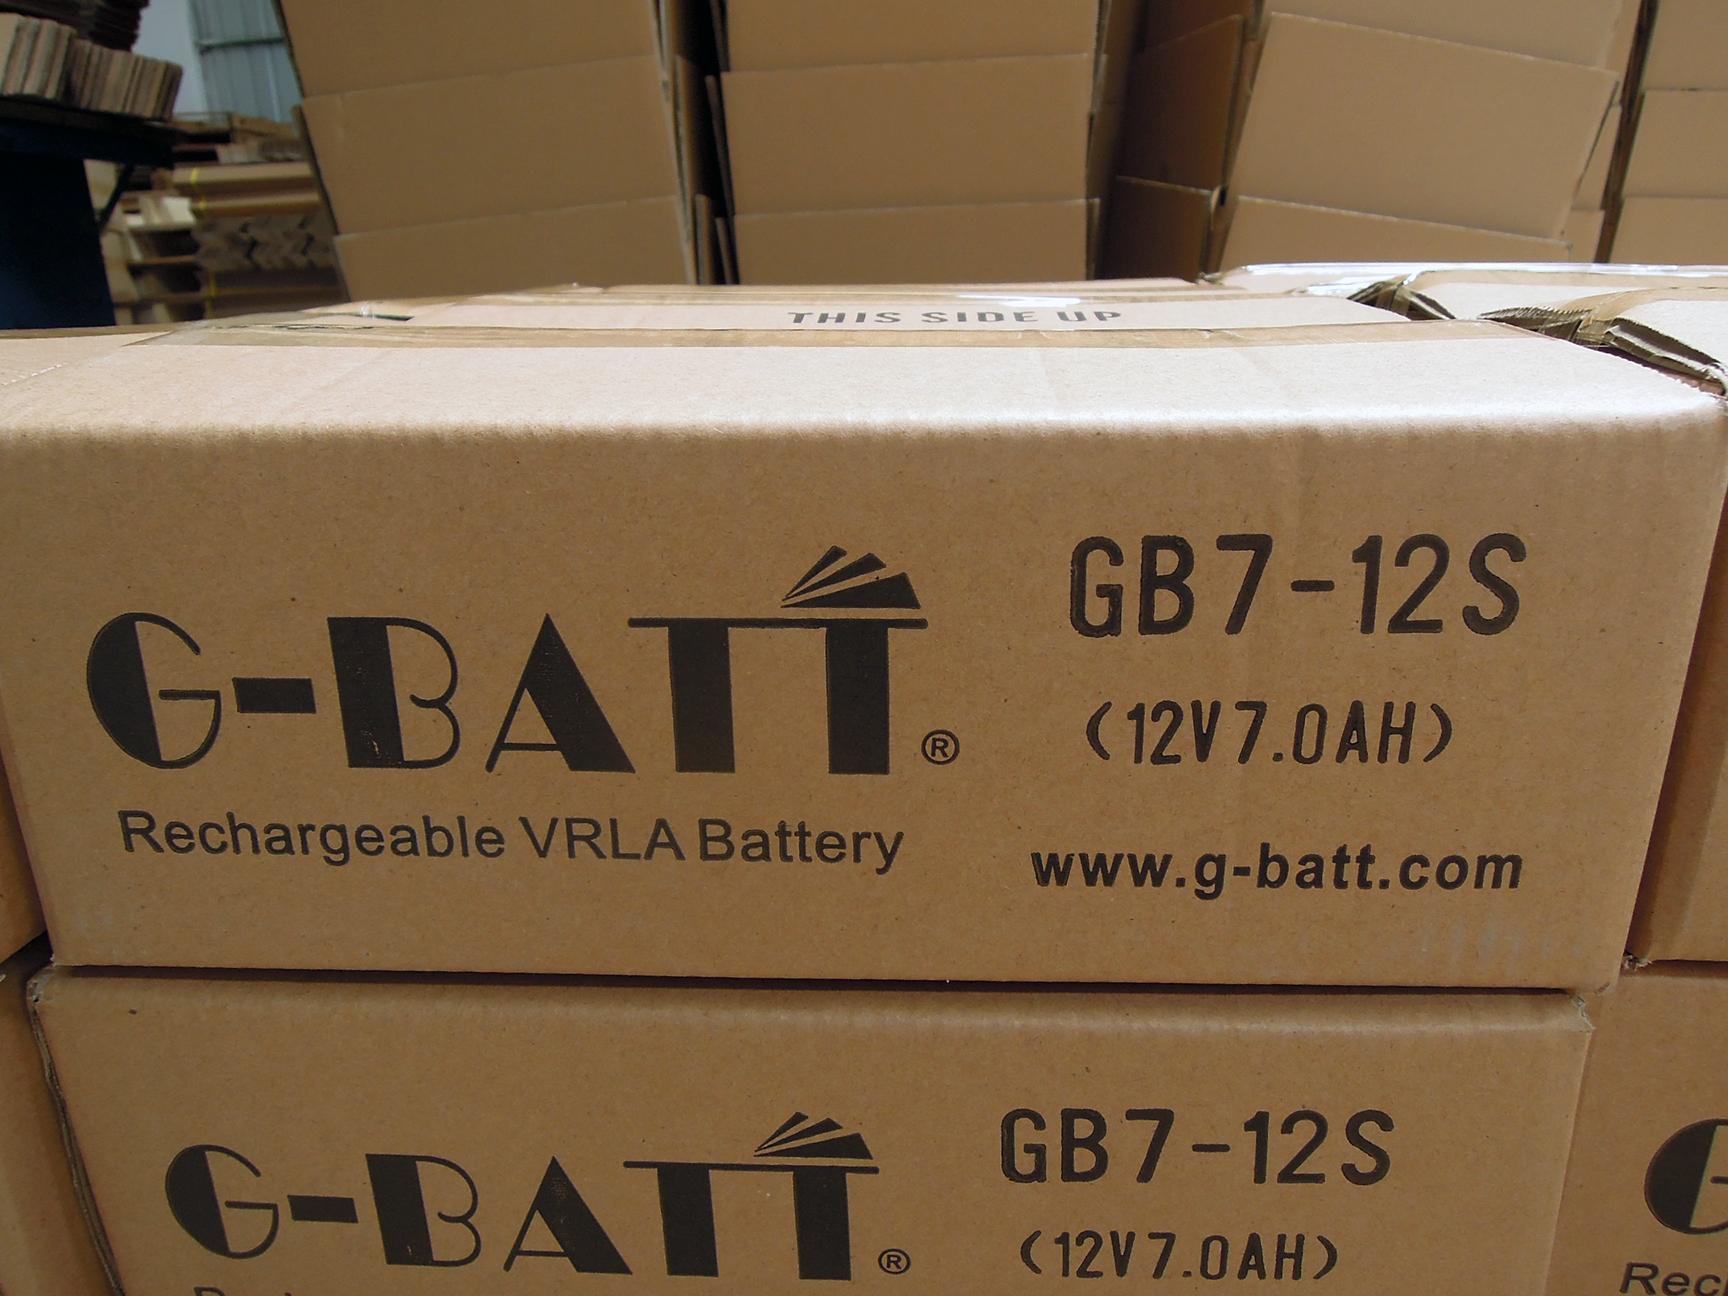 THIS SIDE UP
G-BATT®
Rechargeable VRLA Battery
GB7-12S
(12V7.0AH)
www.g-batt.com
G-BATT®
GB7-12S
(12V7.0AH)